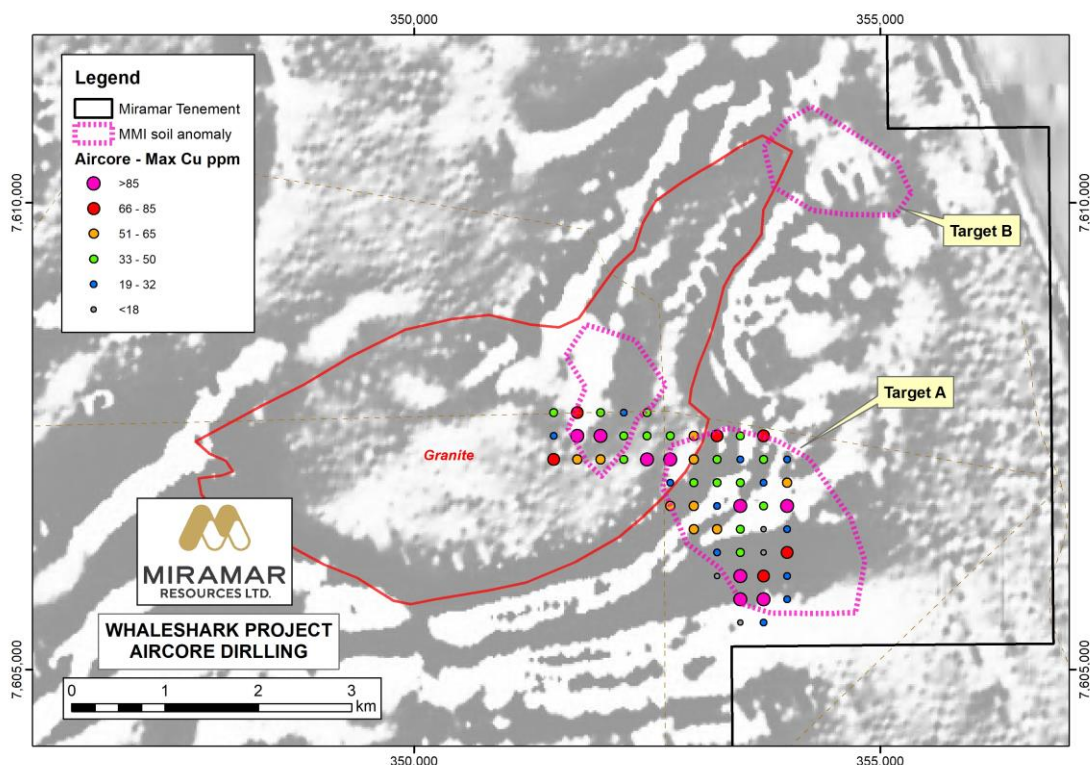 350,000
355,000
Legend
Miramar Tenement
MMI soil anomaly
Aircore - Max Cu ppm
>85
66 - 85
51 - 65
33 - 50
19 - 32
<18
7,610,000
7,610,000
Target B
Target A
Granite
MIRAMAR
RESOURCES LTD.
WHALESHARK PROJECT
AIRCORE DIRLLING
0 1 2 3
km
7,605,000
7,605,000
350,000
355,000